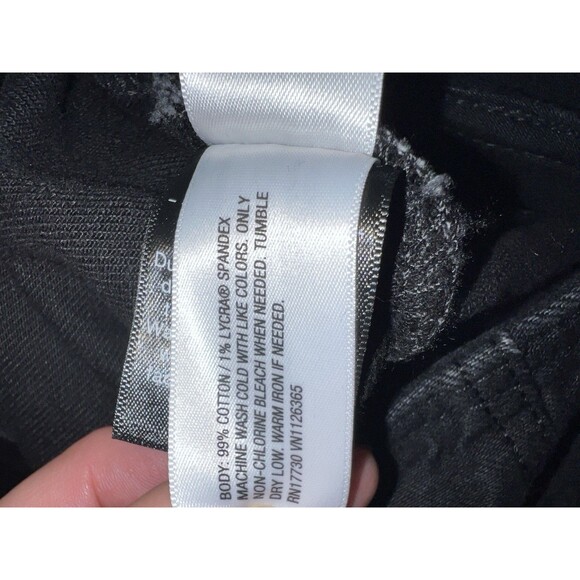 BODY: 99% COTTON / 1% LYCRA® SPANDEX
MACHINE WASH COLD WITH LIKE COLORS. ONLY
NON-CHLORINE BLEACH WHEN NEEDED. TUMBLE
DRY LOW. WARM IRON IF NEEDED.
RN17730 VN1126365